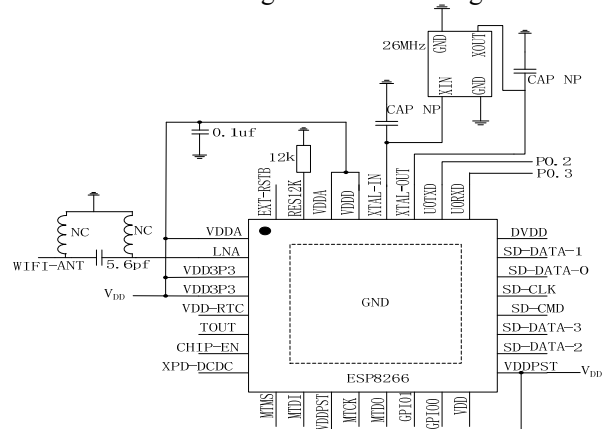 26MHz
GND
XOUT
XIN
GND
CAP NP
CAP NP
0.1uf
12k
P0.2
P0.3
EXT-RSTB
RES12K
VDDA
VDDD
XTAL-IN
XTAL-OUT
UOTXD
UORXD
NC
NC
WIFI-ANT
5.6pf
VDD
VDDA
LNA
VDD3P3
VDD3P3
VDD-RTC
TOUT
CHIP-EN
XPD-DCDC
GND
ESP8266
DVDD
SD-DATA-1
SD-DATA-0
SD-CLK
SD-CMD
SD-DATA-3
SD-DATA-2
VDDPST
VDD
MTMS
MTDI
VDDPST
MTCK
MTDO
GPIO1
GPIO0
VDD